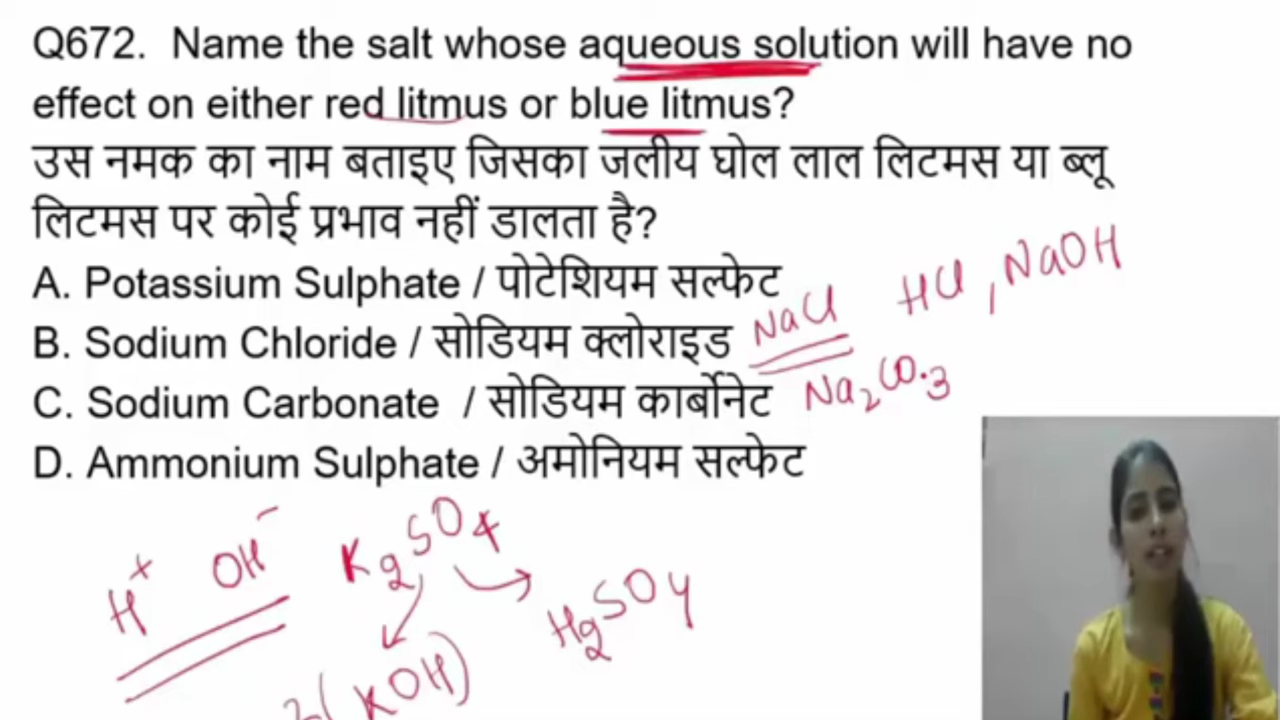 Q672. Name the salt whose aqueous solution will have no
effect on either red litmus or blue litmus?
उस नमक का नाम बताइए जिसका जलीय घोल लाल लिटमस या ब्लू
लिटमस पर कोई प्रभाव नहीं डालता है?
A. Potassium Sulphate / पोटेशियम सल्फेट
B. Sodium Chloride / सोडियम क्लोराइड NaCl HCl, NaOH
C. Sodium Carbonate / सोडियम कार्बोनेट Na₂CO₃
D. Ammonium Sulphate / अमोनियम सल्फेट
H⁺ OH⁻ K₂SO₄
H₂SO₄
(KOH)